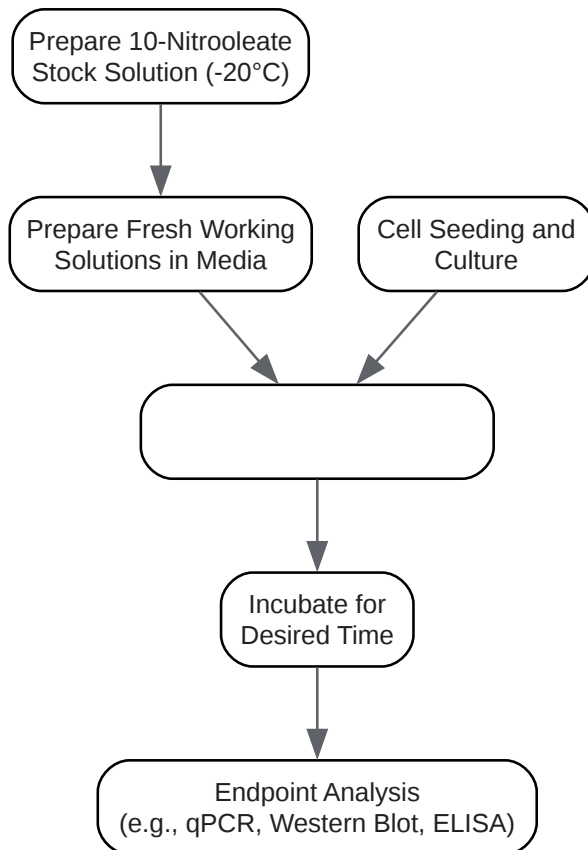 Prepare 10-Nitrooleate
Stock Solution (-20°C)
Prepare Fresh Working
Solutions in Media
Cell Seeding and
Culture
Incubate for
Desired Time
Endpoint Analysis
(e.g., qPCR, Western Blot, ELISA)